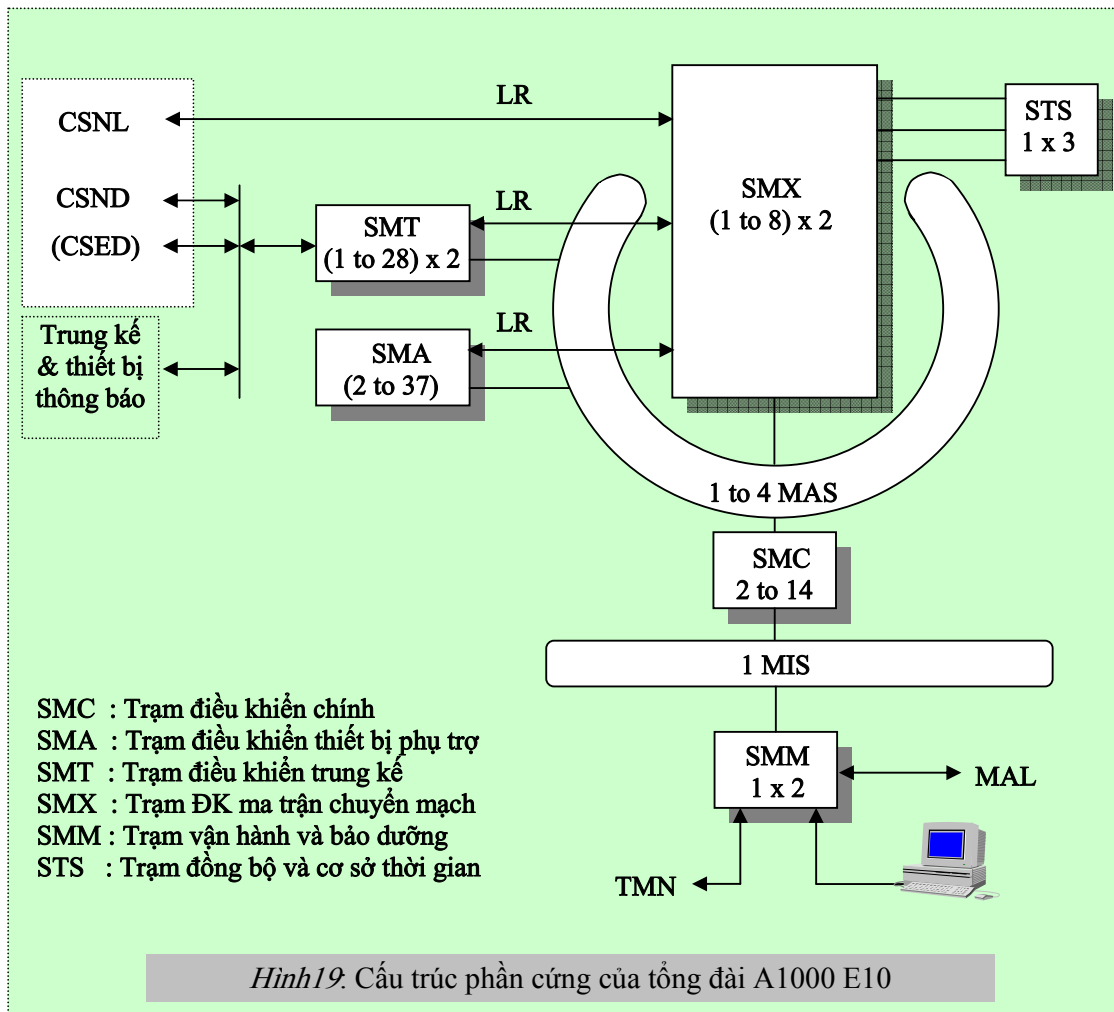 LR
CSNL
STS
1 x 3
CSND
(CSED)
LR
SMT
(1 to 28) x 2
SMX
(1 to 8) x 2
Trung kế
& thiết bị
thông báo
LR
SMA
(2 to 37)
1 to 4 MAS
SMC
2 to 14
1 MIS
SMC : Trạm điều khiển chính
SMA : Trạm điều khiển thiết bị phụ trợ
SMT : Trạm điều khiển trung kế
SMX : Trạm ĐK ma trận chuyển mạch
SMM : Trạm vận hành và bảo dưỡng
STS : Trạm đồng bộ và cơ sở thời gian
SMM
1 x 2
MAL
TMN
Hình19: Cấu trúc phần cứng của tổng đài A1000 E10